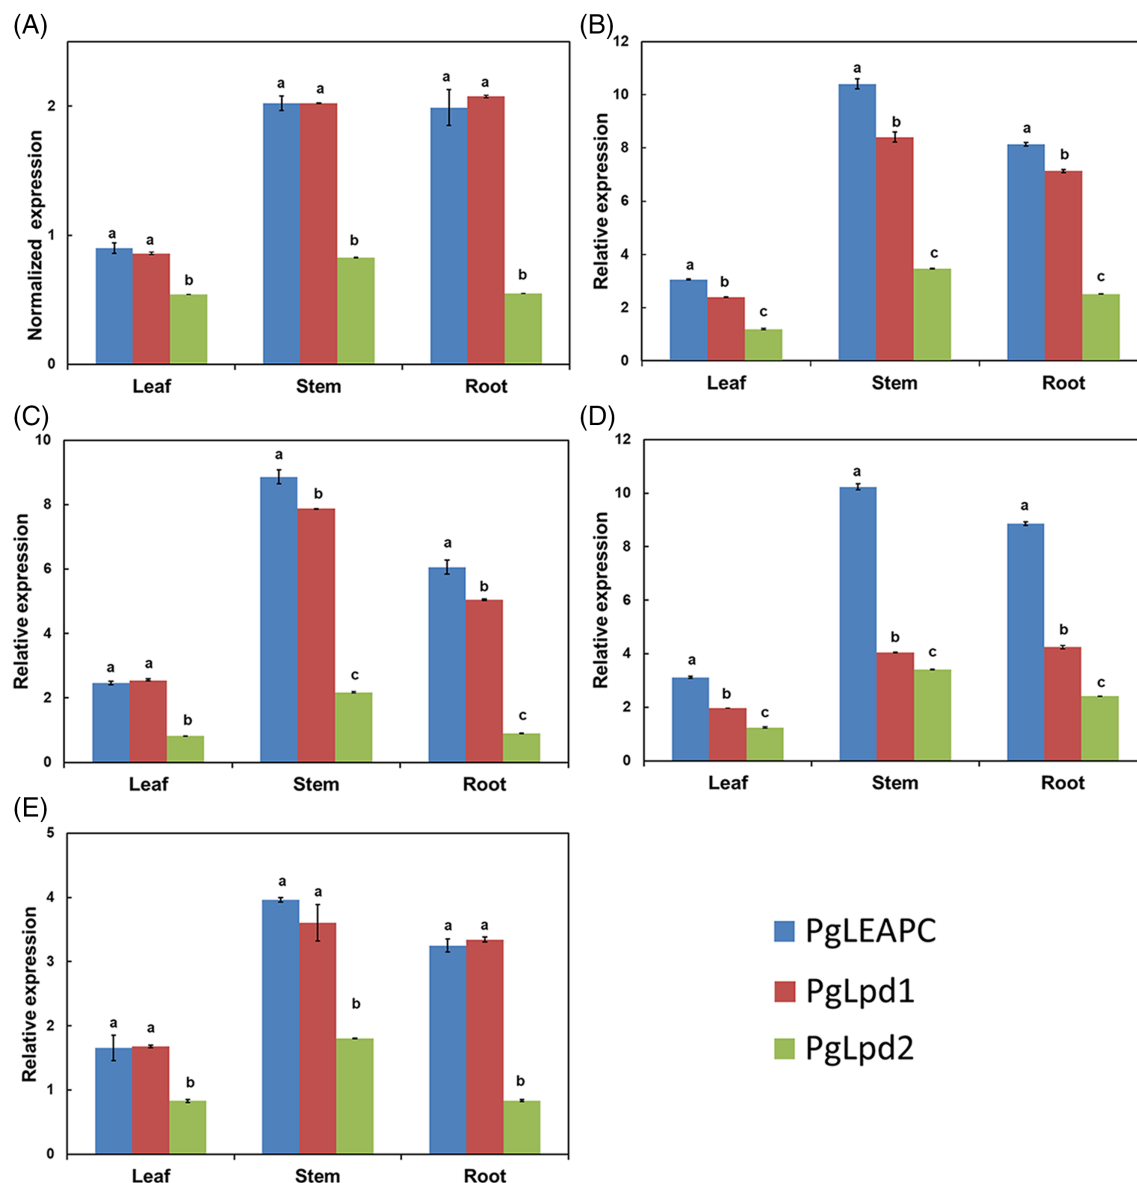 (A)
Normalized expression
2
1
0
a a b
a a b
a a b
Leaf Stem Root
(B)
Relative expression
12
10
8
6
4
2
0
a b c
a b c
a b c
Leaf Stem Root
(C)
Relative expression
10
8
6
4
2
0
a a b
a b c
a b c
Leaf Stem Root
(D)
Relative expression
12
10
8
6
4
2
0
a b c
a b c
a b c
Leaf Stem Root
(E)
Relative expression
5
4
3
2
1
0
a a b
a a b
a a b
Leaf Stem Root
PgLEAPC
PgLpd1
PgLpd2